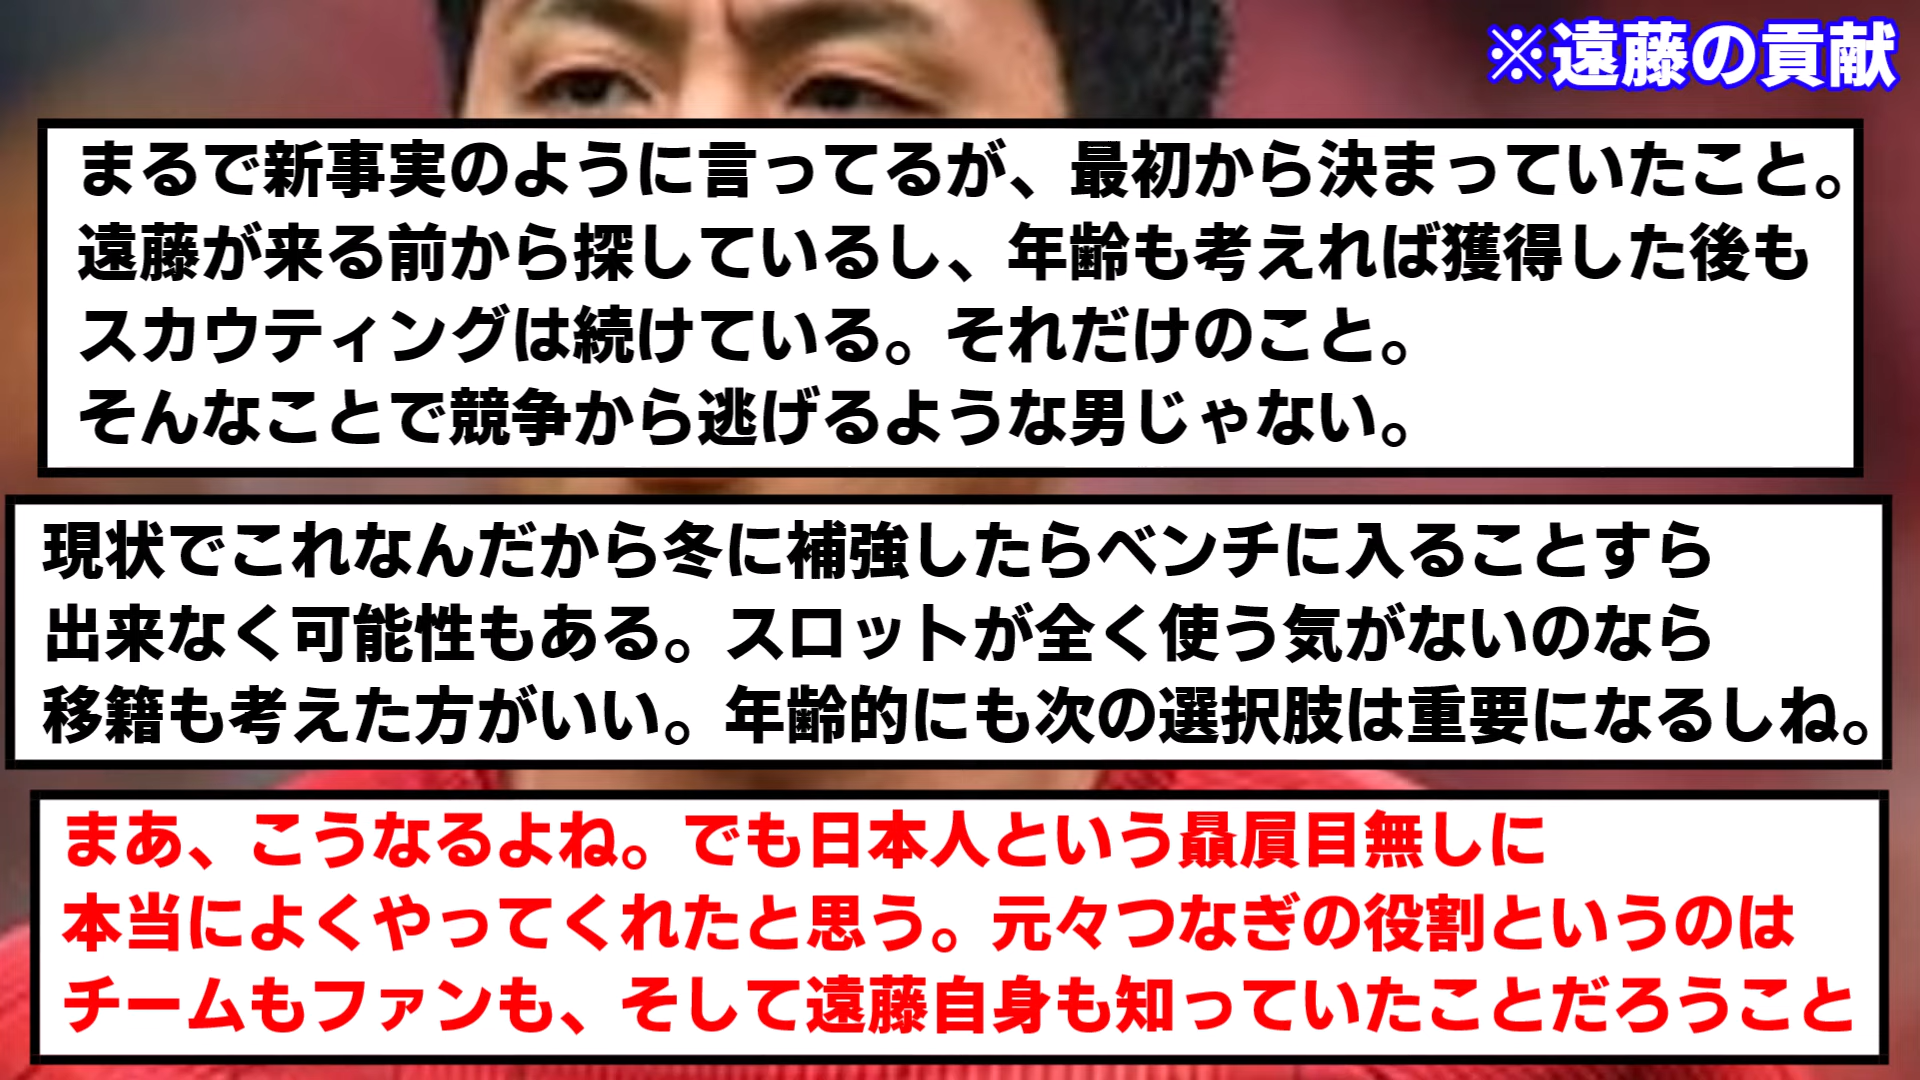 ※遠藤の貢献
まるで新事実のように言ってるが、最初から決まっていたこと。
遠藤が来る前から探しているし、年齢も考えれば獲得した後も
スカウティングは続けている。それだけのこと。
そんなことで競争から逃げるような男じゃない。
現状でこれなんだから冬に補強したらベンチに入ることすら
出来なく可能性もある。スロットが全く使う気がないのなら
移籍も考えた方がいい。年齢的にも次の選択肢は重要になるしね。
まあ、こうなるよね。でも日本人という贔屓目無しに
本当によくやってくれたと思う。元々つなぎの役割というのは
チームもファンも、そして遠藤自身も知っていたことだろうこと